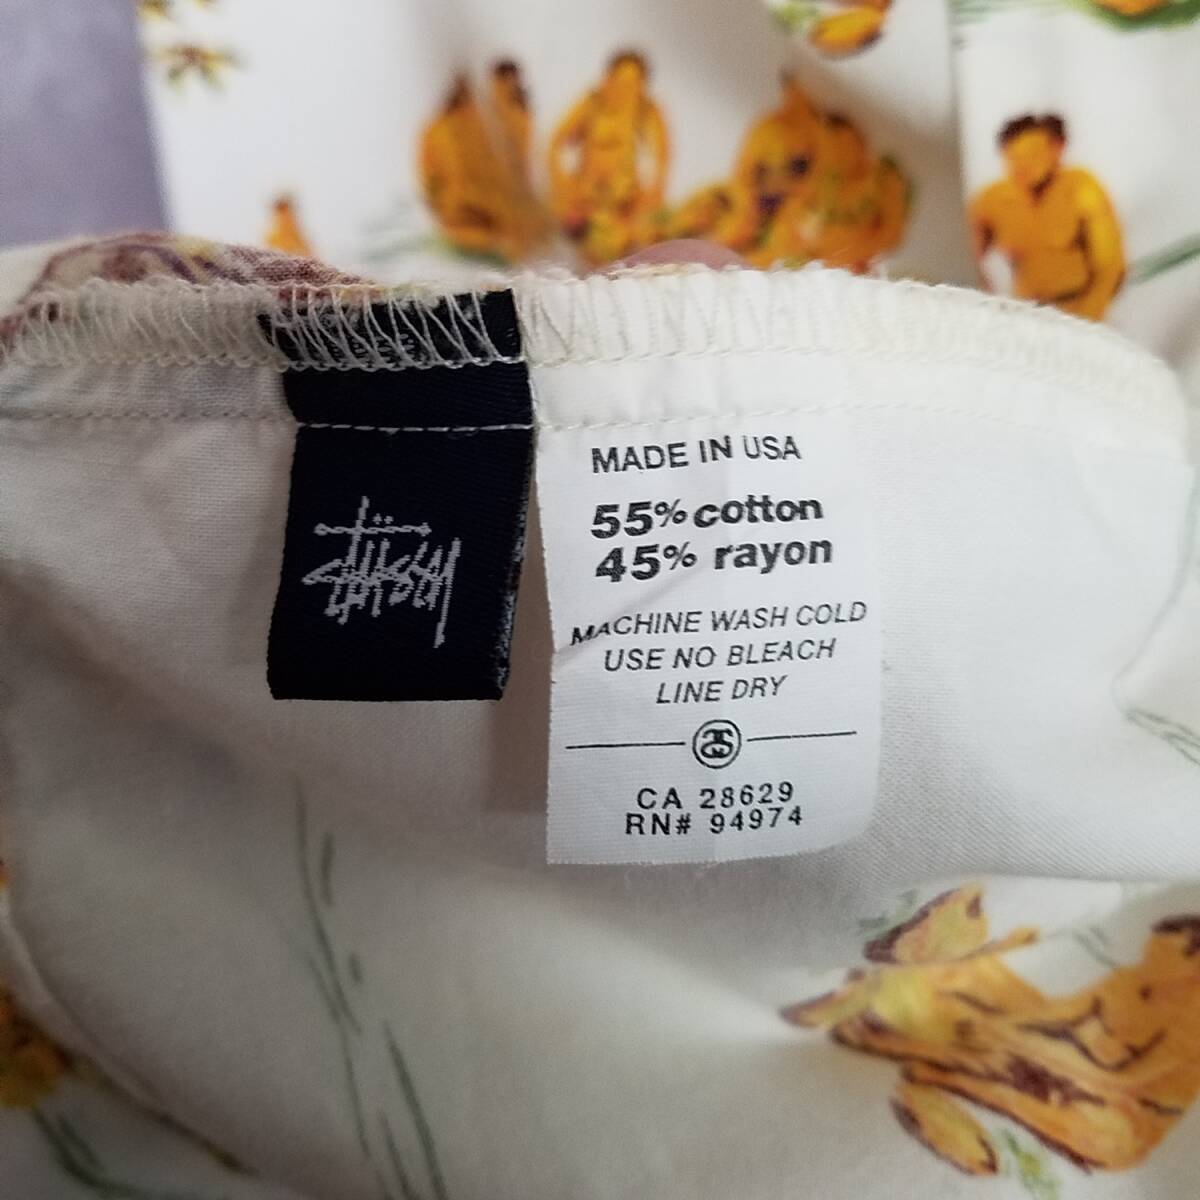 Stüssy
MADE IN USA
55% cotton
45% rayon
MACHINE WASH COLD
USE NO BLEACH
LINE DRY
CA 28629
RN# 94974